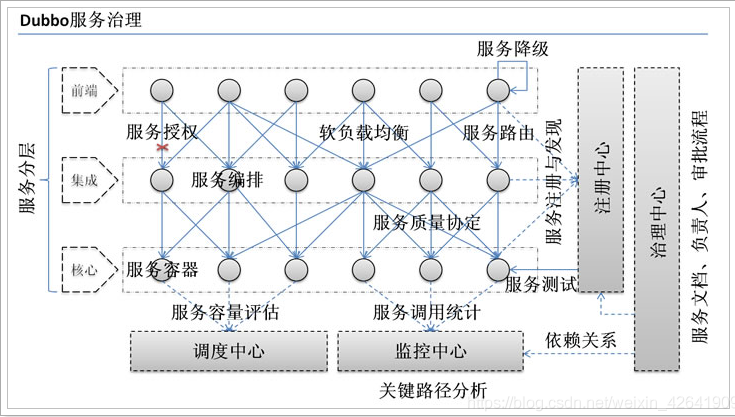 Dubbo服务治理
服务降级
前端
服务授权
软负载均衡
服务路由
服务分层
集成
服务编排
服务注册与发现
注册中心
治理中心
服务文档、负责人、审批流程
服务质量协定
核心
服务容器
服务测试
服务容量评估
服务调用统计
调度中心
监控中心
依赖关系
关键路径分析
https://blog.csdn.net/weixin_42641909